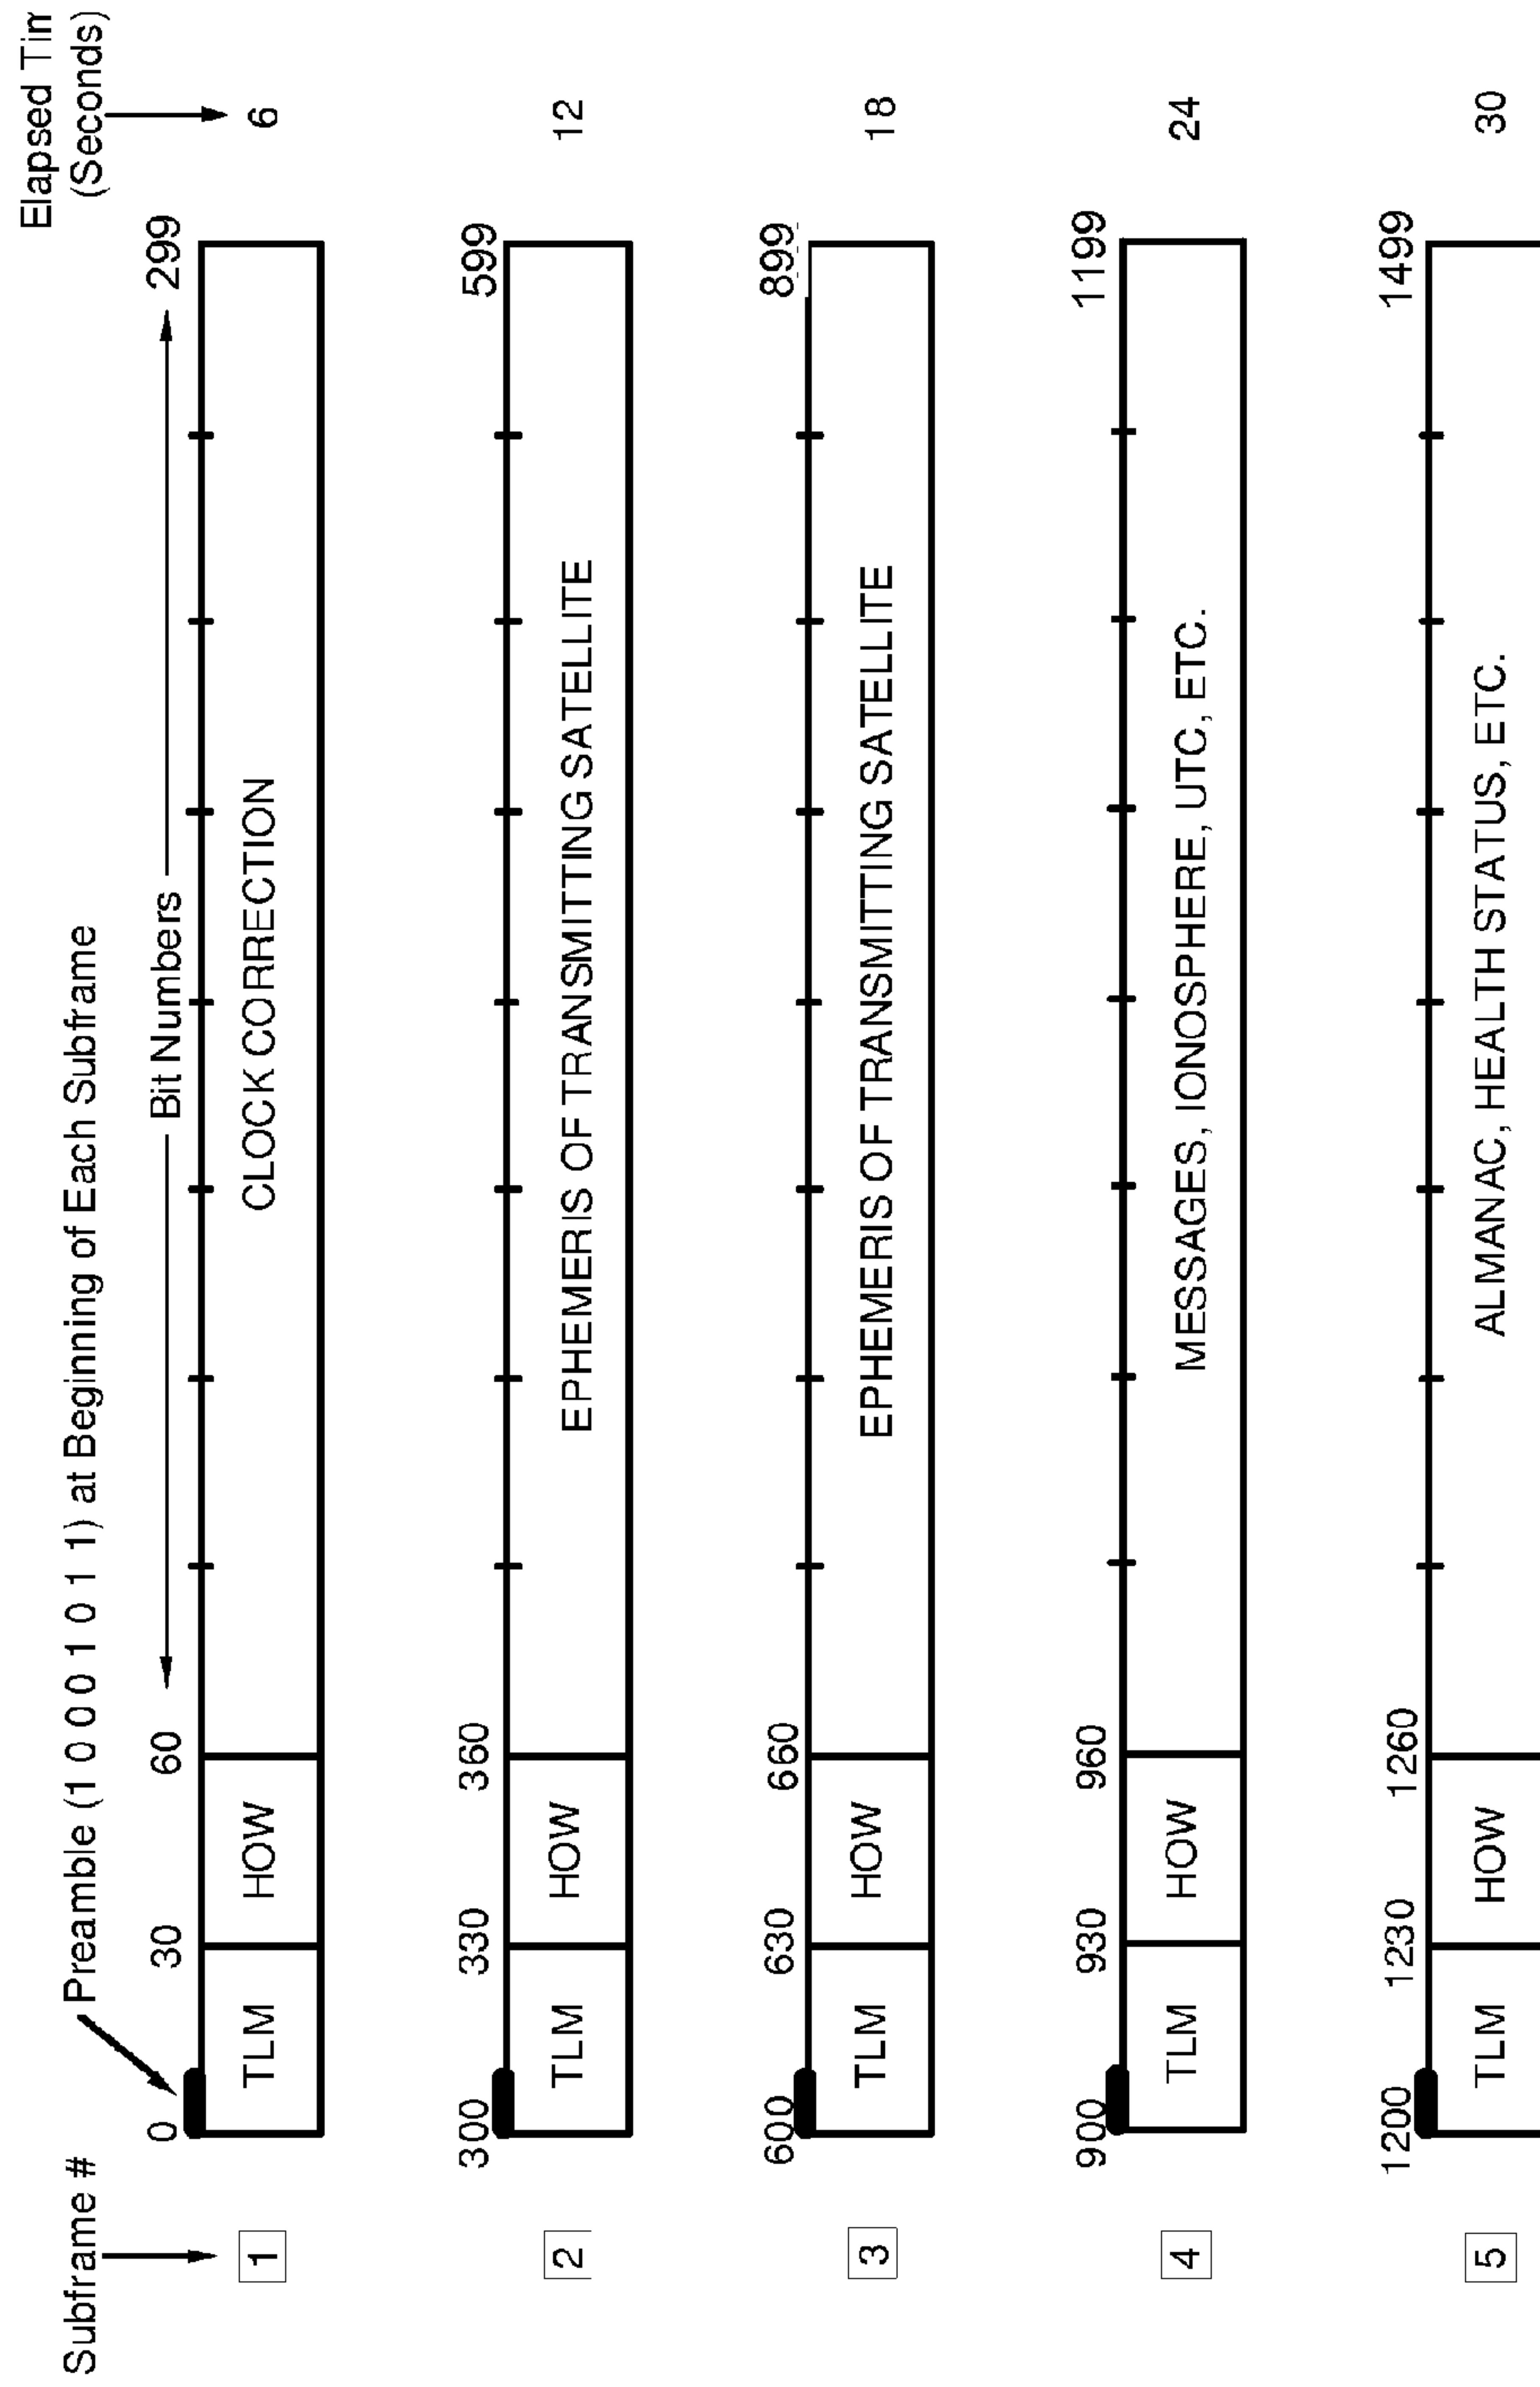 Subframe #
Preamble (1 0 0 0 1 0 1 1) at Beginning of Each Subframe
Elapsed Tim
(Seconds)
0 30 60 Bit Numbers 299
1 TLM HOW CLOCK CORRECTION 6
300 330 360 599
2 TLM HOW EPHEMERIS OF TRANSMITTING SATELLITE 12
600 630 660 899
3 TLM HOW EPHEMERIS OF TRANSMITTING SATELLITE 18
900 930 960 1199
4 TLM HOW MESSAGES, IONOSPHERE, UTC, ETC. 24
1200 1230 1260 1499
5 TLM HOW ALMANAC, HEALTH STATUS, ETC. 30